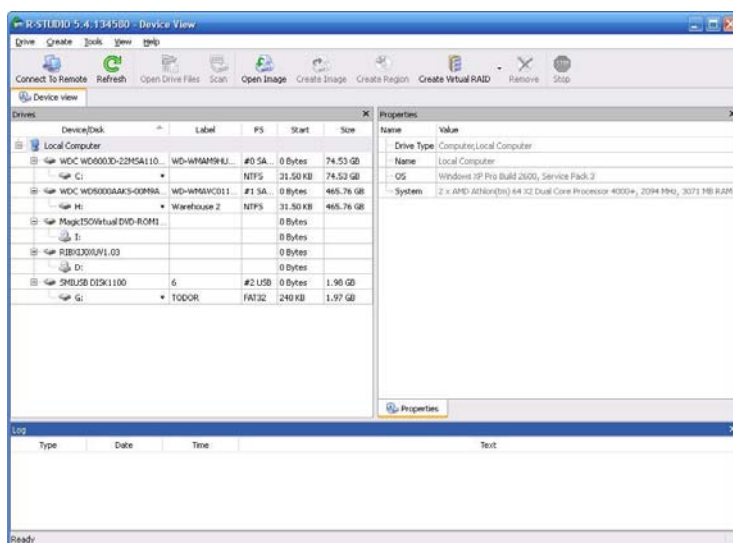 R-STUDIO 5.4.134580 - Device View
Drive Create Tools View Help
Connect To Remote Refresh Open Drive Files Scan Open Image Create Image Create Region Create Virtual RAID Remove Stop
Device view
Drives
Device/Disk Label FS Start Size
Local Computer
WDC WD800JD-22MSA110... WD-WMAM9HU... #0 SA... 0 Bytes 74.53 GB
C: NTFS 31.50 KB 74.53 GB
WDC WD5000AAKS-00M9A... WD-WMAVC011... #1 SA... 0 Bytes 465.76 GB
H: Warehouse 2 NTFS 31.50 KB 465.76 GB
MagicISOVirtual DVD-ROM1... 0 Bytes
I: 0 Bytes
0 Bytes
D: 0 Bytes
SMIUSB DISK1100 6 #2 USB 0 Bytes 1.98 GB
G: TODOR FAT32 240 KB 1.97 GB
Properties
Name Value
Drive Type Computer,Local Computer
Name Local Computer
OS Windows XP Pro Build 2600, Service Pack 3
System 2 x AMD Athlon(tm) 64 X2 Dual Core Processor 4000+, 2094 MHz, 3071 MB RAM
Properties
Log
Type Date Time Text
Ready